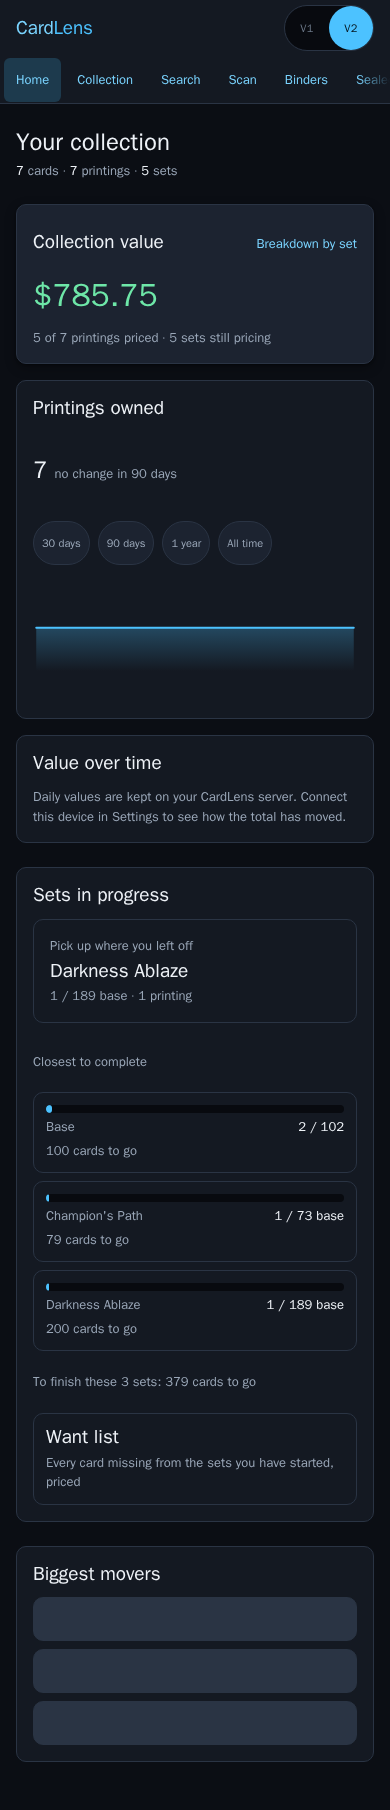 CardLens
V1 V2
Home Collection Search Scan Binders Seale
Your collection
7 cards · 7 printings · 5 sets
Collection value Breakdown by set
$785.75
5 of 7 printings priced · 5 sets still pricing
Printings owned
7 no change in 90 days
30 days 90 days 1 year All time
Value over time
Daily values are kept on your CardLens server. Connect
this device in Settings to see how the total has moved.
Sets in progress
Pick up where you left off
Darkness Ablaze
1 / 189 base · 1 printing
Closest to complete
Base 2 / 102
100 cards to go
Champion's Path 1 / 73 base
79 cards to go
Darkness Ablaze 1 / 189 base
200 cards to go
To finish these 3 sets: 379 cards to go
Want list
Every card missing from the sets you have started,
priced
Biggest movers